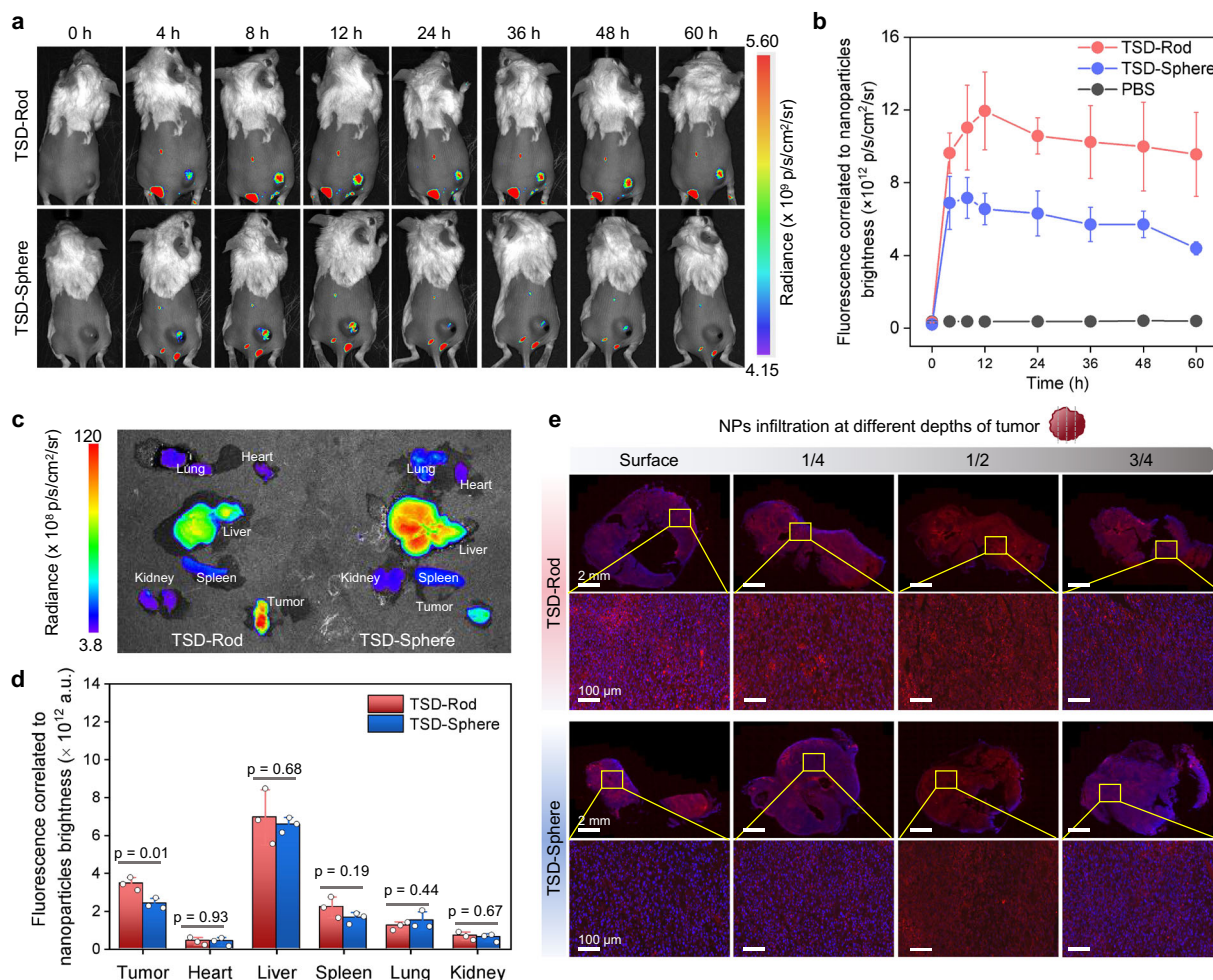 a
0 h 4 h 8 h 12 h 24 h 36 h 48 h 60 h
TSD-Rod
TSD-Sphere
5.60
Radiance (x 10⁹ p/s/cm²/sr)
4.15
b
Fluorescence correlated to nanoparticles
brightness (×10¹² p/s/cm²/sr)
16
12
8
4
0
TSD-Rod
TSD-Sphere
PBS
0 12 24 36 48 60
Time (h)
c
120
Radiance (x 10⁸ p/s/cm²/sr)
3.8
Lung Heart Lung Heart
Liver Liver
Kidney Spleen Kidney Spleen
Tumor Tumor
TSD-Rod TSD-Sphere
d
Fluorescence correlated to
nanoparticles brightness (× 10¹² a.u.)
14
12
10
8
6
4
2
0
TSD-Rod
TSD-Sphere
p = 0.01
p = 0.93
p = 0.68
p = 0.19
p = 0.44
p = 0.67
Tumor Heart Liver Spleen Lung Kidney
e
NPs infiltration at different depths of tumor
Surface 1/4 1/2 3/4
TSD-Rod
2 mm
100 µm
TSD-Sphere
2 mm
100 µm